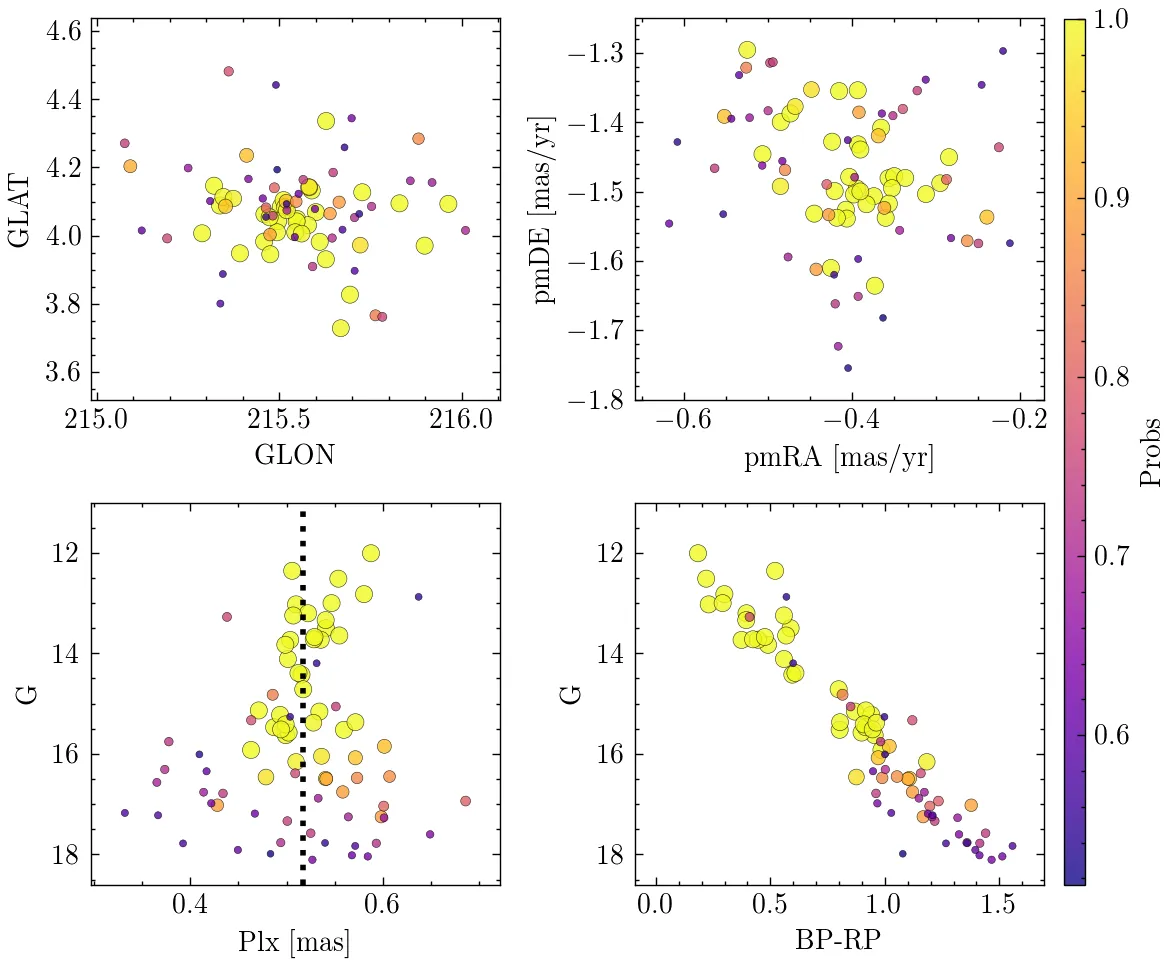 4.6
4.4
4.2
4.0
3.8
3.6
GLAT
215.0 215.5 216.0
GLON
−1.3
−1.4
−1.5
−1.6
−1.7
−1.8
pmDE [mas/yr]
−0.6 −0.4 −0.2
pmRA [mas/yr]
1.0
0.9
0.8
0.7
0.6
Probs
12
14
16
18
G
0.4 0.6
Plx [mas]
12
14
16
18
G
0.0 0.5 1.0 1.5
BP-RP